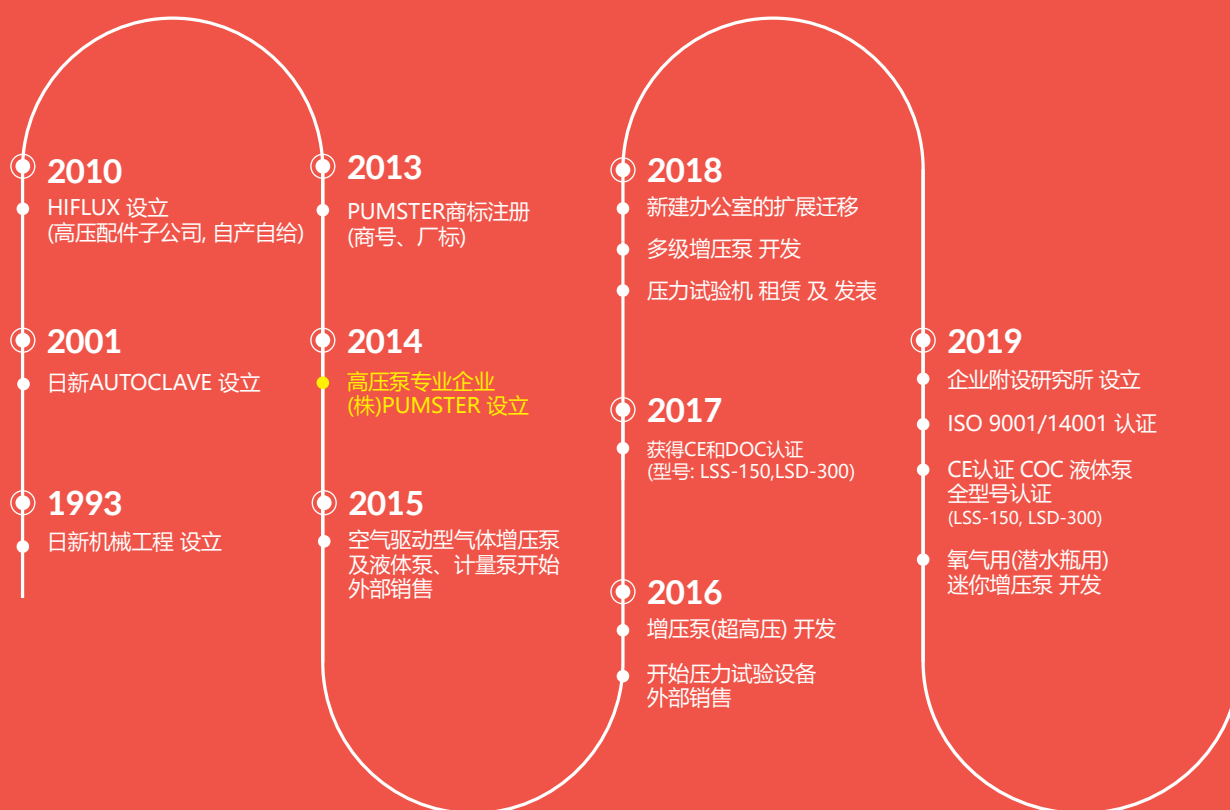 2010
HIFLUX 设立
(高压配件子公司, 自产自给)
2001
日新AUTOCLAVE 设立
1993
日新机械工程 设立
2013
PUMSTER商标注册
(商号、厂标)
2014
高压泵专业企业
(株)PUMSTER 设立
2015
空气驱动型气体增压泵
及液体泵、计量泵开始
外部销售
2018
新建办公室的扩展迁移
多级增压泵 开发
压力试验机 租赁 及 发表
2017
获得CE和DOC认证
(型号: LSS-150,LSD-300)
2016
增压泵(超高压) 开发
开始压力试验设备
外部销售
2019
企业附设研究所 设立
ISO 9001/14001 认证
CE认证 COC 液体泵
全型号认证
(LSS-150, LSD-300)
氧气用(潜水瓶用)
迷你增压泵 开发